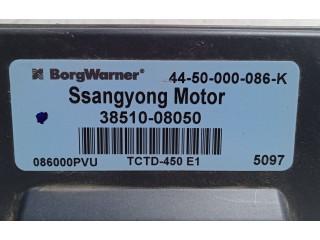 BorgWarner® 44-50-000-086-K
Ssangyong Motor
38510-08050
086000PVU TCTD-450 E1 5097